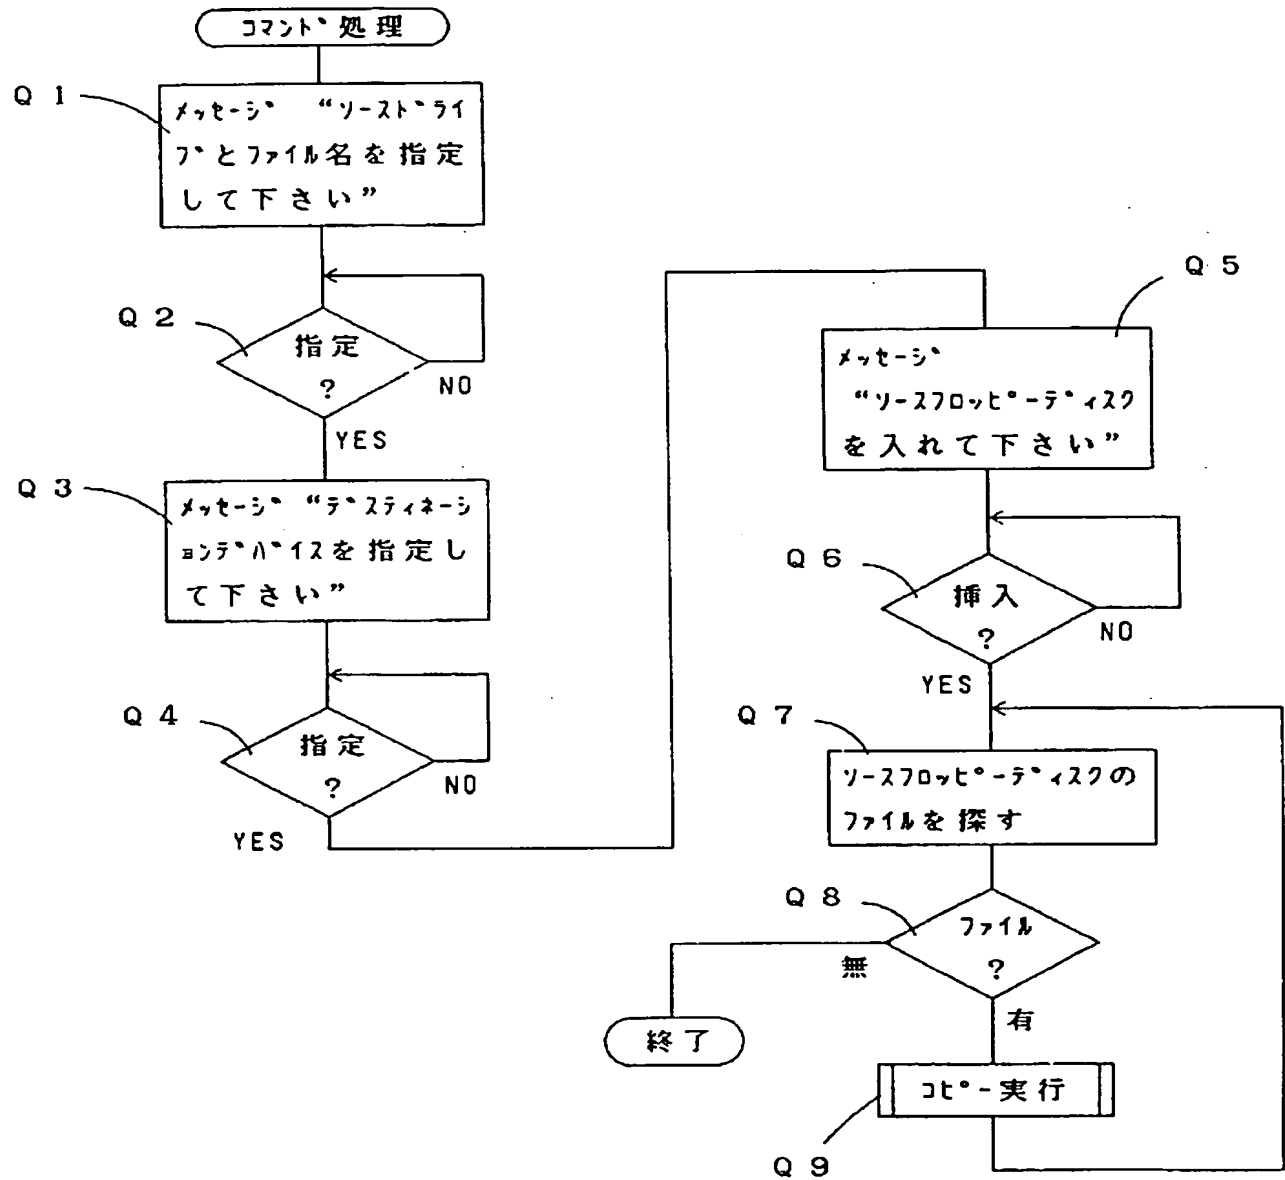 コマンド処理
Q 1
メッセージ “ソースドライ
ブとファイル名を指定
して下さい”
Q 2
指定
?
NO
YES
Q 3
メッセージ “デスティネーシ
ョンデバイスを指定し
て下さい”
Q 4
指定
?
NO
YES
Q 5
メッセージ
“ソースフロッピーディスク
を入れて下さい”
Q 6
挿入
?
NO
YES
Q 7
ソースフロッピーディスクの
ファイルを探す
Q 8
ファイル
?
無
有
終了
コピー実行
Q 9